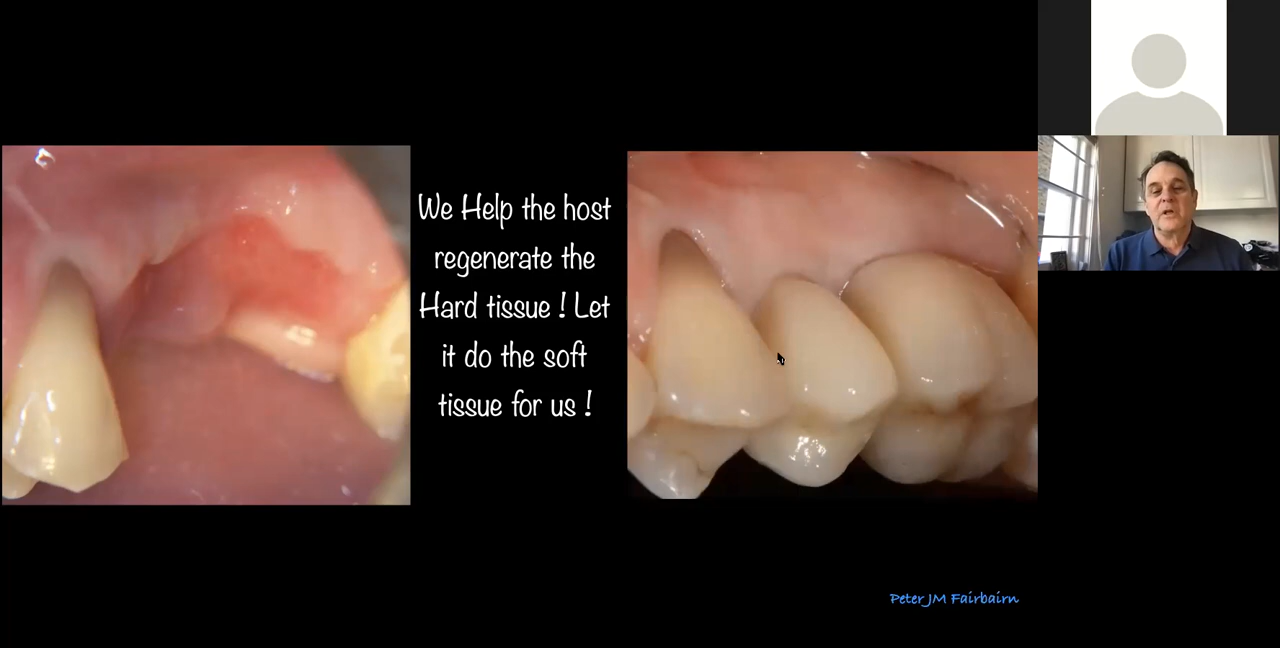 We Help the host
regenerate the
Hard tissue ! Let
it do the soft
tissue for us !
Peter JM Fairbairn